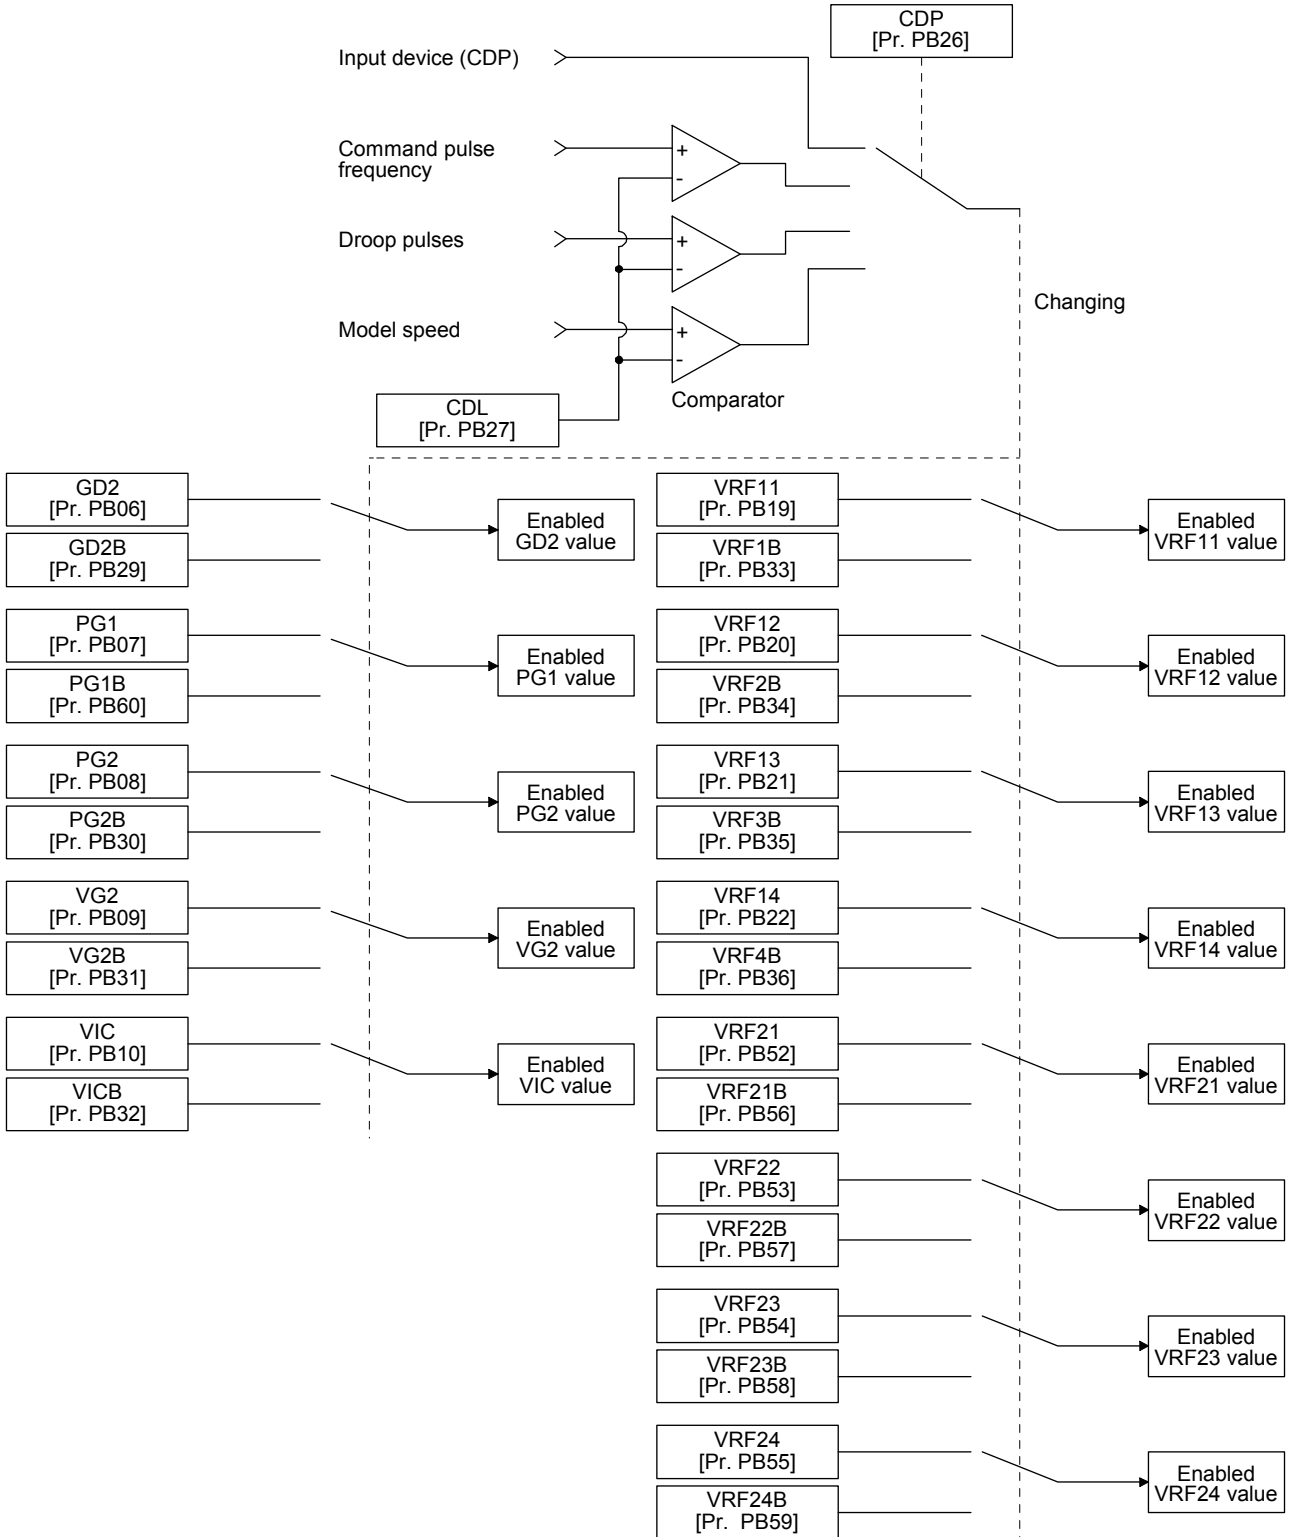 CDP
[Pr. PB26]
Input device (CDP)
Command pulse
frequency
+
-
Droop pulses
+
-
Changing
Model speed
+
-
Comparator
CDL
[Pr. PB27]
GD2
[Pr. PB06]
GD2B
[Pr. PB29]
Enabled
GD2 value
PG1
[Pr. PB07]
PG1B
[Pr. PB60]
Enabled
PG1 value
PG2
[Pr. PB08]
PG2B
[Pr. PB30]
Enabled
PG2 value
VG2
[Pr. PB09]
VG2B
[Pr. PB31]
Enabled
VG2 value
VIC
[Pr. PB10]
VICB
[Pr. PB32]
Enabled
VIC value
VRF11
[Pr. PB19]
VRF1B
[Pr. PB33]
Enabled
VRF11 value
VRF12
[Pr. PB20]
VRF2B
[Pr. PB34]
Enabled
VRF12 value
VRF13
[Pr. PB21]
VRF3B
[Pr. PB35]
Enabled
VRF13 value
VRF14
[Pr. PB22]
VRF4B
[Pr. PB36]
Enabled
VRF14 value
VRF21
[Pr. PB52]
VRF21B
[Pr. PB56]
Enabled
VRF21 value
VRF22
[Pr. PB53]
VRF22B
[Pr. PB57]
Enabled
VRF22 value
VRF23
[Pr. PB54]
VRF23B
[Pr. PB58]
Enabled
VRF23 value
VRF24
[Pr. PB55]
VRF24B
[Pr. PB59]
Enabled
VRF24 value